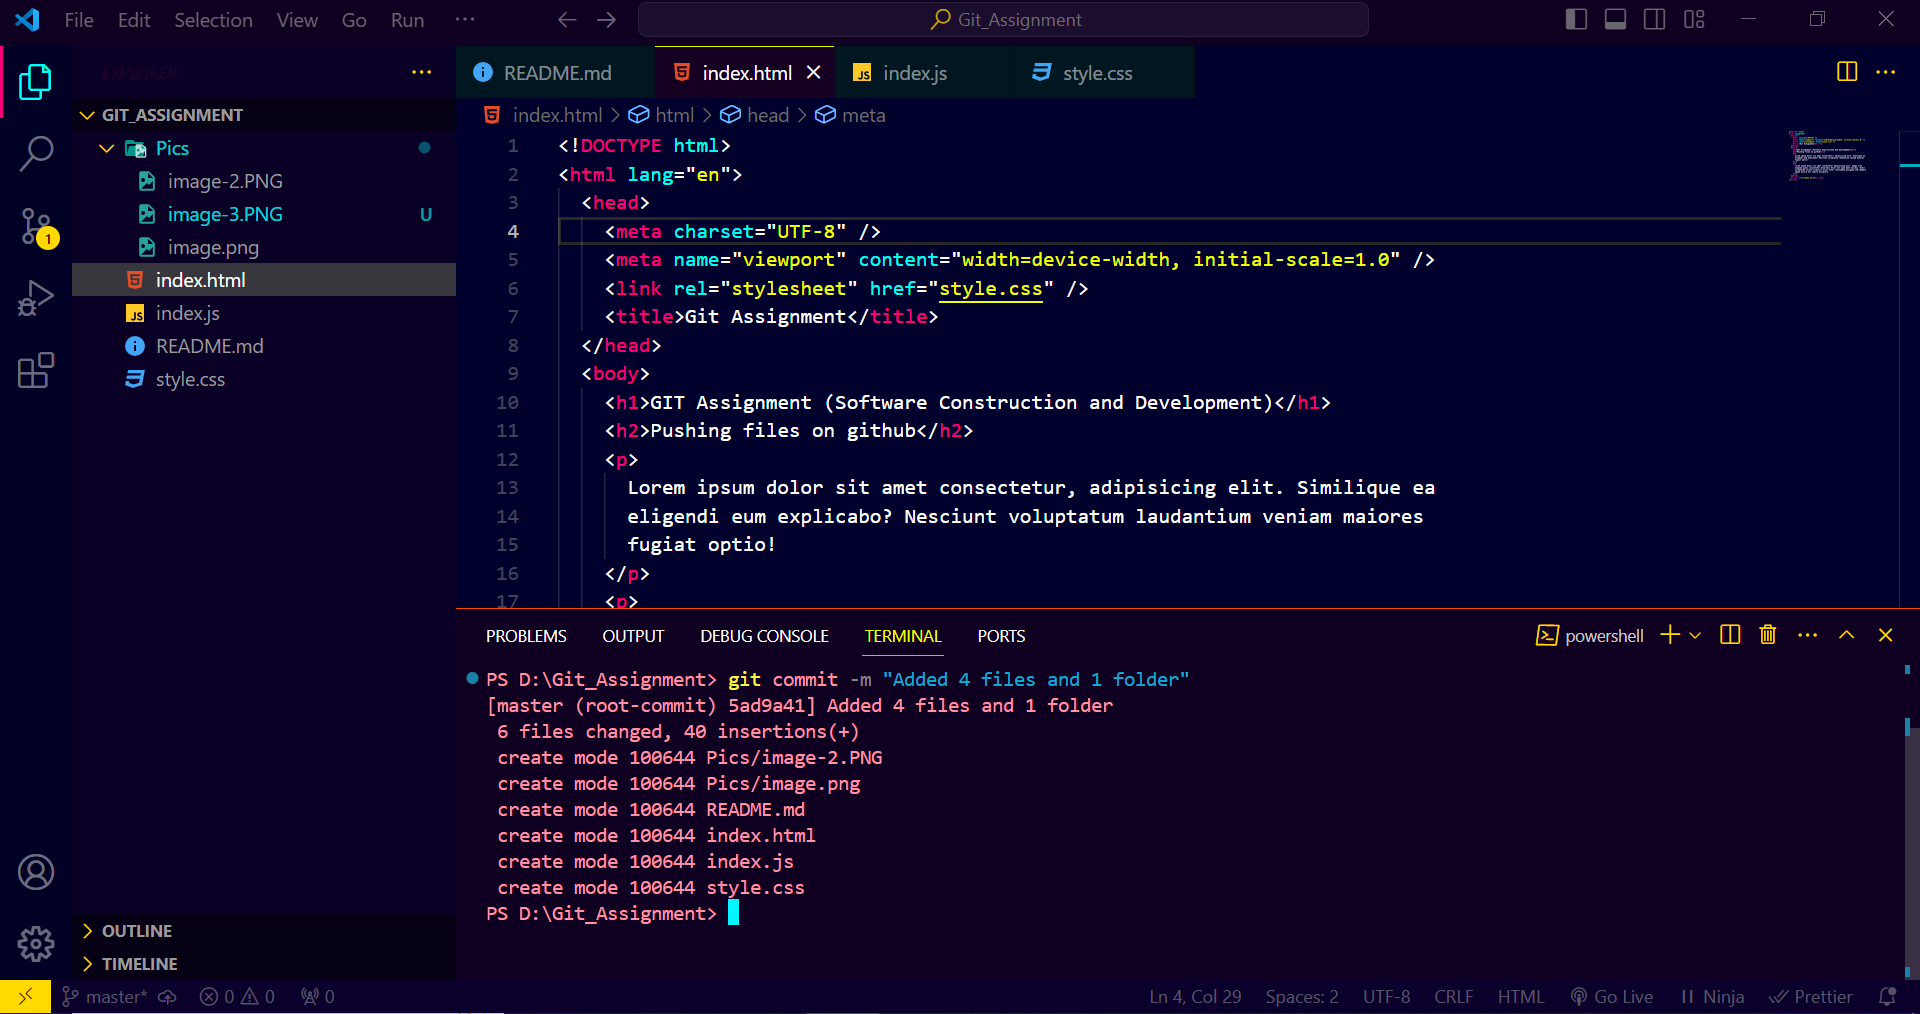 File Edit Selection View Go Run ···
Git_Assignment
EXPLORER
GIT_ASSIGNMENT
Pics
image-2.PNG
image-3.PNG U
image.png
index.html
index.js
README.md
style.css
OUTLINE
TIMELINE
1
README.md index.html index.js style.css
index.html > html > head > meta
1 <!DOCTYPE html>
2 <html lang="en">
3 <head>
4 <meta charset="UTF-8" />
5 <meta name="viewport" content="width=device-width, initial-scale=1.0" />
6 <link rel="stylesheet" href="style.css" />
7 <title>Git Assignment</title>
8 </head>
9 <body>
10 <h1>GIT Assignment (Software Construction and Development)</h1>
11 <h2>Pushing files on github</h2>
12 <p>
13 Lorem ipsum dolor sit amet consectetur, adipisicing elit. Similique ea
14 eligendi eum explicabo? Nesciunt voluptatum laudantium veniam maiores
15 fugiat optio!
16 </p>
17 <p>
PROBLEMS OUTPUT DEBUG CONSOLE TERMINAL PORTS
powershell
PS D:\Git_Assignment> git commit -m "Added 4 files and 1 folder"
[master (root-commit) 5ad9a41] Added 4 files and 1 folder
6 files changed, 40 insertions(+)
create mode 100644 Pics/image-2.PNG
create mode 100644 Pics/image.png
create mode 100644 README.md
create mode 100644 index.html
create mode 100644 index.js
create mode 100644 style.css
PS D:\Git_Assignment>
master* 0 0 0
Ln 4, Col 29 Spaces: 2 UTF-8 CRLF HTML Go Live Ninja Prettier